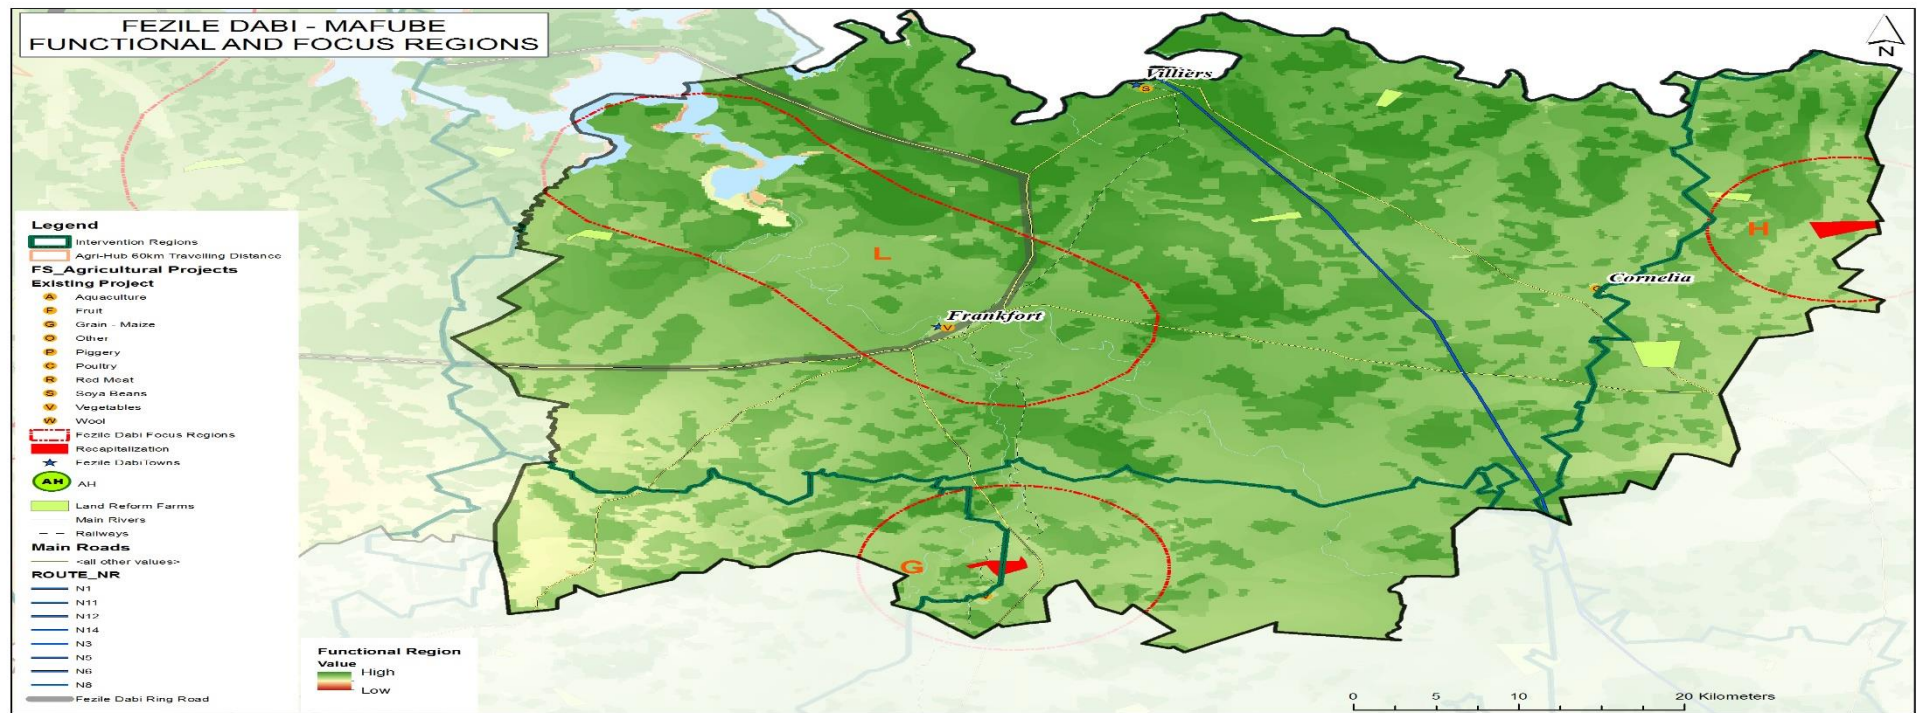 FEZILE DABI - MAFUBE
FUNCTIONAL AND FOCUS REGIONS
N
Villiers
S
H
L
Cornelia
Frankfort
V
G
Legend
Intervention Regions
Agri-Hub 60km Travelling Distance
FS_Agricultural Projects
Existing Project
A Aquaculture
F Fruit
G Grain - Maize
O Other
P Piggery
C Poultry
R Red Meat
S Soya Beans
V Vegetables
W Wool
Fezile Dabi Focus Regions
Recapitalization
Fezile DabiTowns
AH AH
Land Reform Farms
Main Rivers
Railways
Main Roads
<all other values>
ROUTE_NR
N1
N11
N12
N14
N3
N5
N6
N8
Fezile Dabi Ring Road
Functional Region
Value
High
Low
0 5 10 20 Kilometers